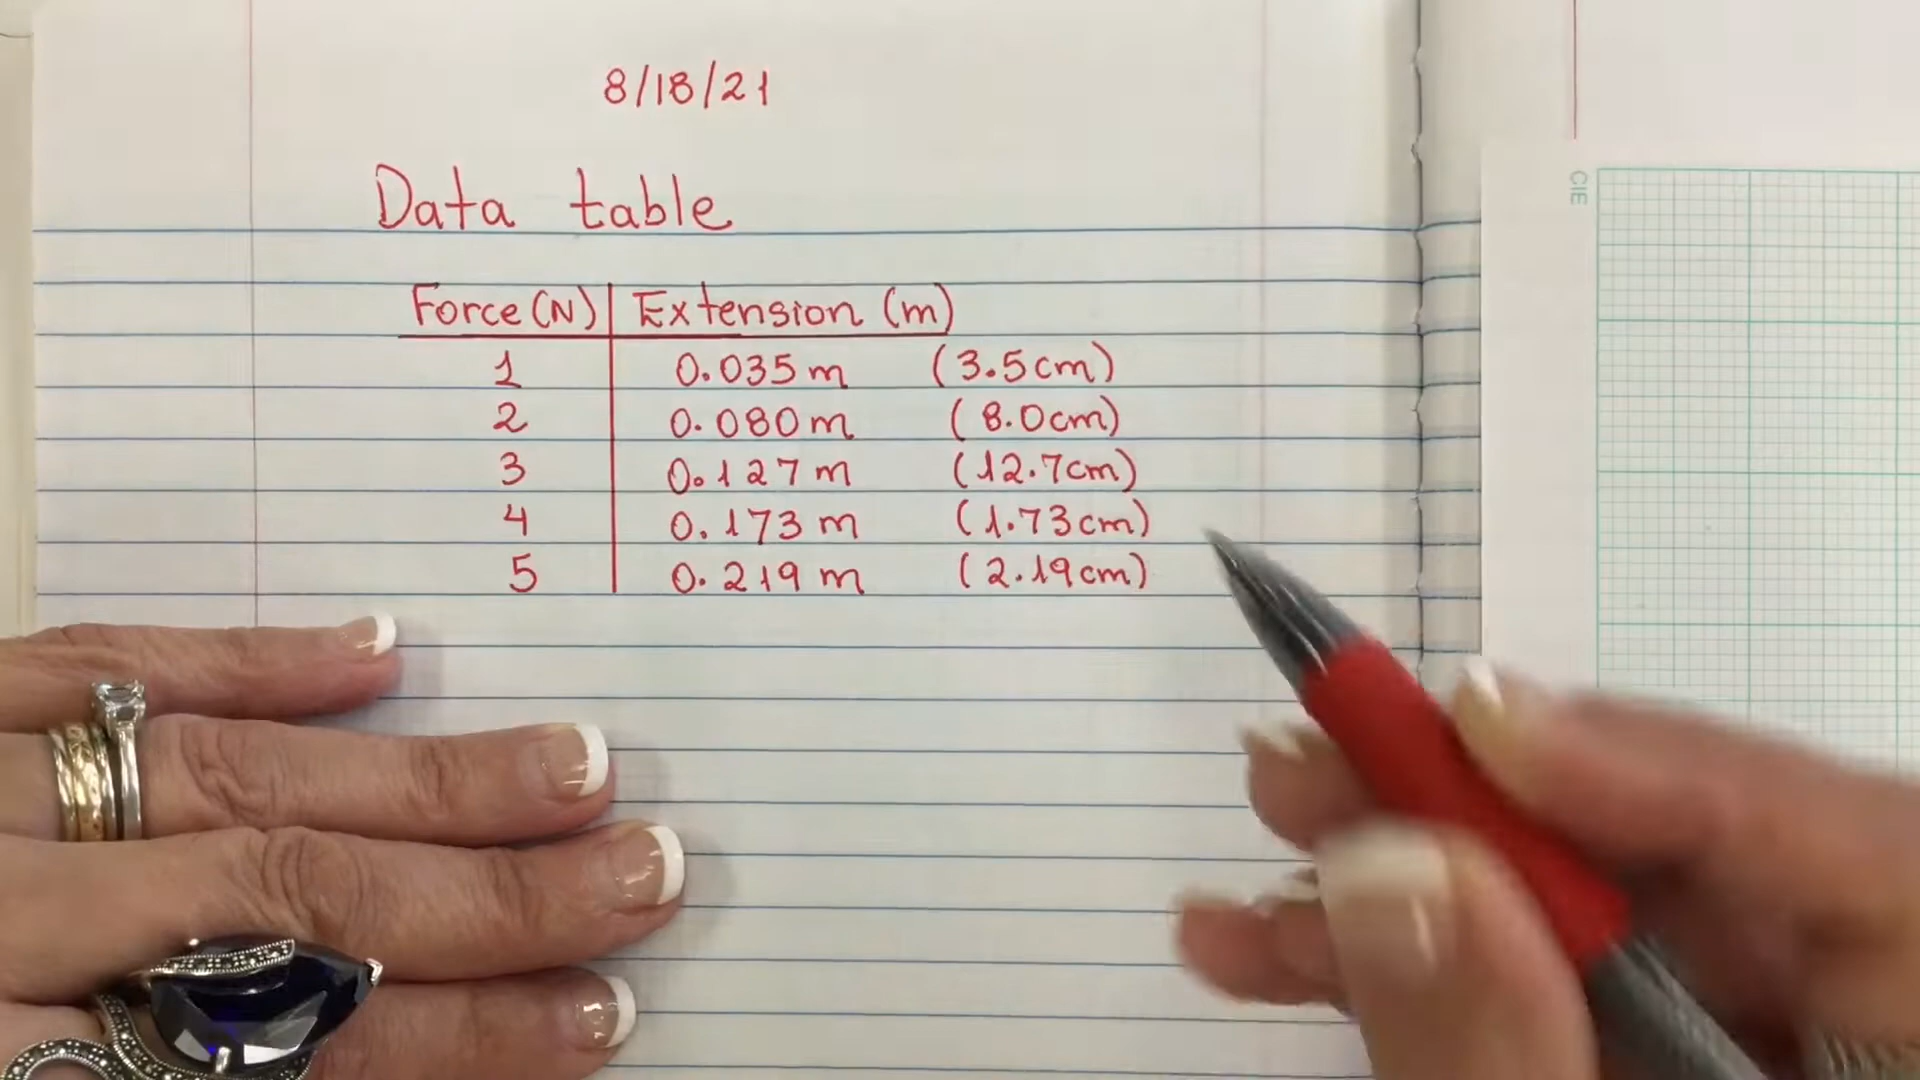 8/18/21
Data table
Force (N) Extension (m)
1 0.035 m (3.5cm)
2 0.080 m (8.0cm)
3 0.127 m (12.7cm)
4 0.173 m (1.73cm)
5 0.219 m (2.19cm)
CIE